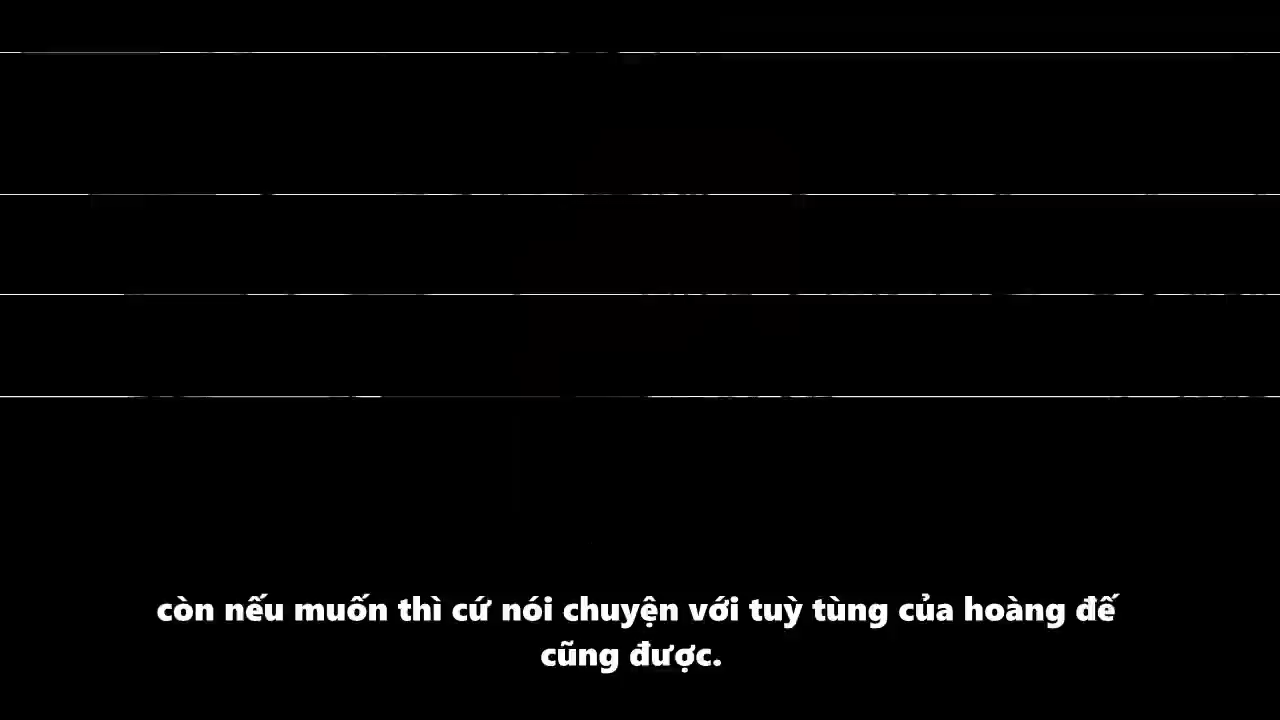 còn nếu muốn thì cứ nói chuyện với tuỳ tùng của hoàng đế
cũng được.